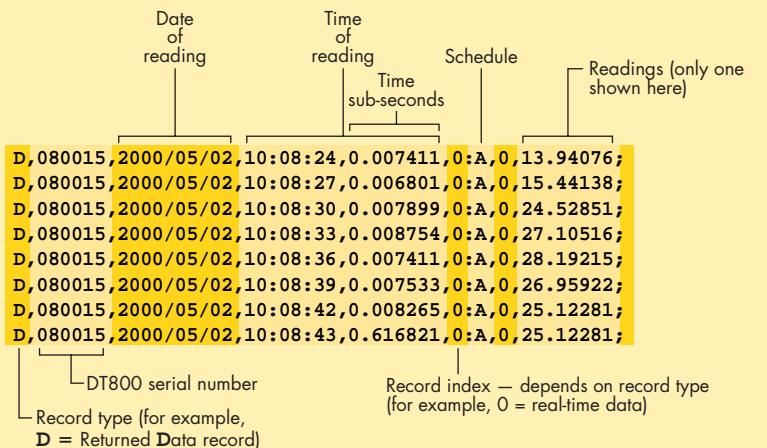 Date
of
reading
Time
of
reading
Time
sub-seconds
Schedule
Readings (only one
shown here)
D,080015,2000/05/02,10:08:24,0.007411,0:A,0,13.94076;
D,080015,2000/05/02,10:08:27,0.006801,0:A,0,15.44138;
D,080015,2000/05/02,10:08:30,0.007899,0:A,0,24.52851;
D,080015,2000/05/02,10:08:33,0.008754,0:A,0,27.10516;
D,080015,2000/05/02,10:08:36,0.007411,0:A,0,28.19215;
D,080015,2000/05/02,10:08:39,0.007533,0:A,0,26.95922;
D,080015,2000/05/02,10:08:42,0.008265,0:A,0,25.12281;
D,080015,2000/05/02,10:08:43,0.616821,0:A,0,25.12281;
DT800 serial number
Record type (for example,
D = Returned Data record)
Record index — depends on record type
(for example, 0 = real-time data)